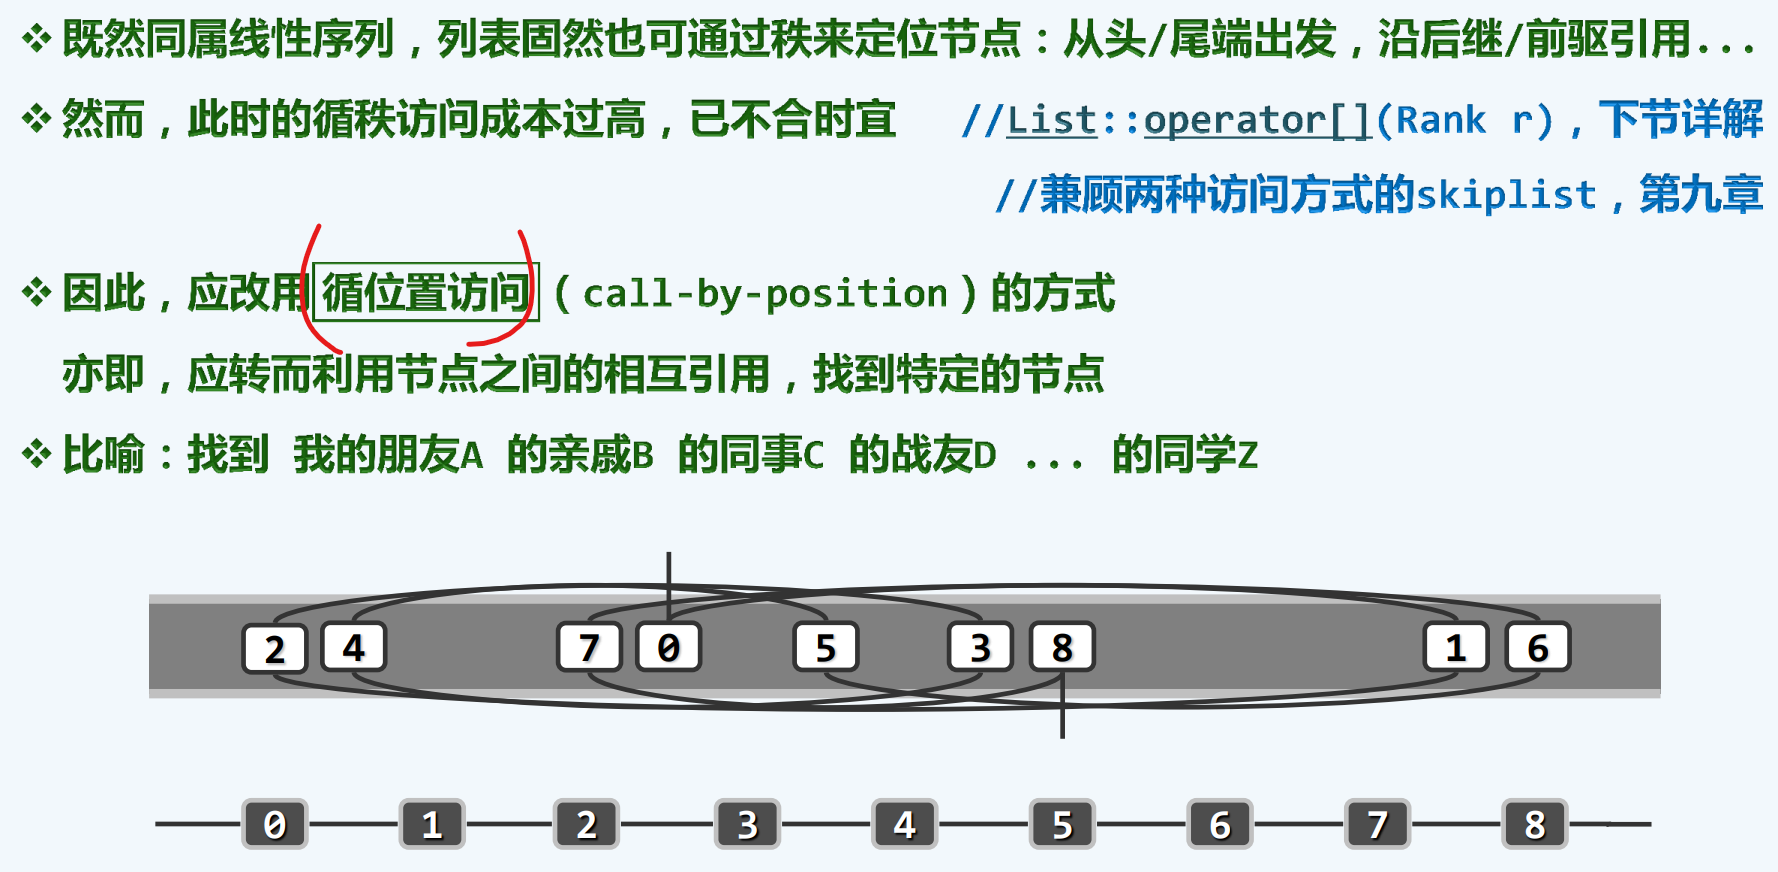 ❖ 既然同属线性序列，列表固然也可通过秩来定位节点：从头/尾端出发，沿后继/前驱引用...
❖ 然而，此时的循秩访问成本过高，已不合时宜 //List::operator[](Rank r)，下节详解
//兼顾两种访问方式的skiplist，第九章
❖ 因此，应改用循位置访问（call-by-position）的方式
亦即，应转而利用节点之间的相互引用，找到特定的节点
❖ 比喻：找到 我的朋友A 的亲戚B 的同事C 的战友D ... 的同学Z
2 4 7 0 5 3 8 1 6
0 1 2 3 4 5 6 7 8